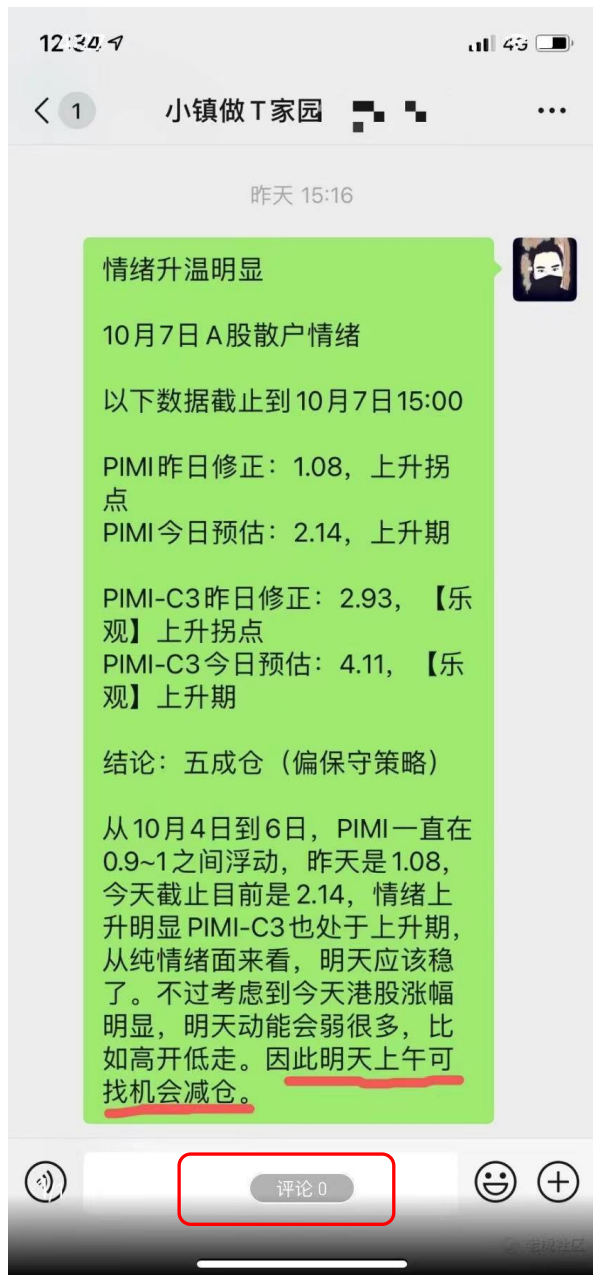 12:34
4G
1
小镇做T家园
昨天 15:16
情绪升温明显
10月7日A股散户情绪
以下数据截止到10月7日15:00
PIMI昨日修正：1.08，上升拐
点
PIMI今日预估：2.14，上升期
PIMI-C3昨日修正：2.93，【乐
观】上升拐点
PIMI-C3今日预估：4.11，【乐
观】上升期
结论：五成仓（偏保守策略）
从10月4日到6日，PIMI一直在
0.9~1之间浮动，昨天是1.08，
今天截止目前是2.14，情绪上
升明显PIMI-C3也处于上升期，
从纯情绪面来看，明天应该稳
了。不过考虑到今天港股涨幅
明显，明天动能会弱很多，比
如高开低走。因此明天上午可
找机会减仓。
评论 0
老虎社区